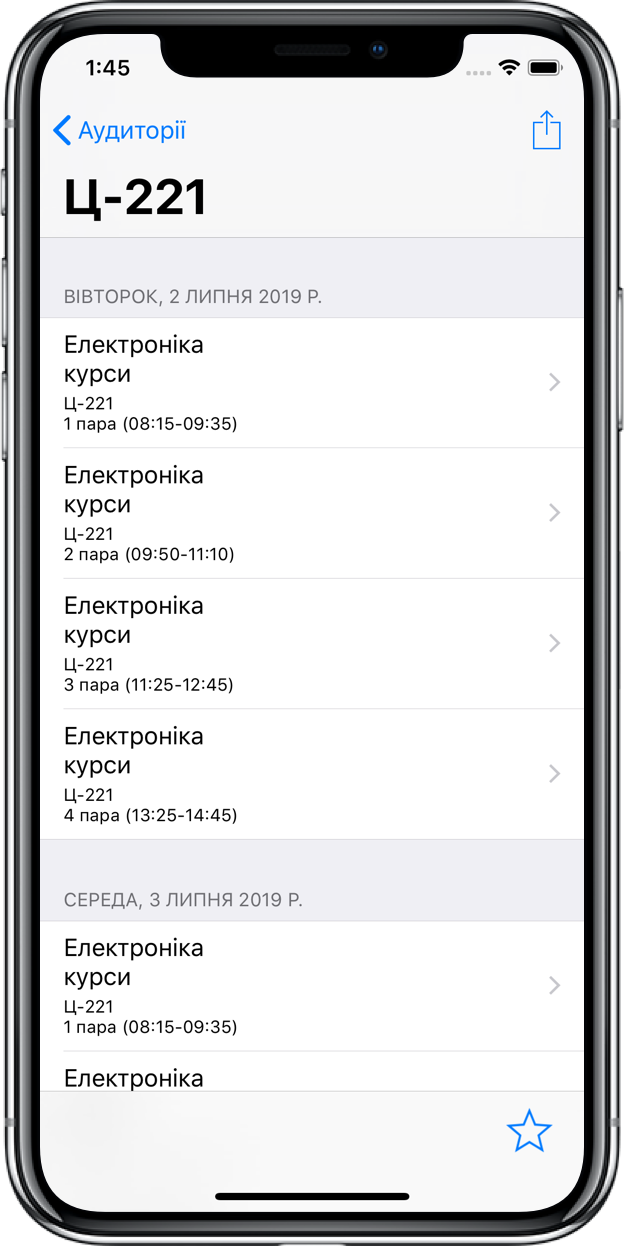 1:45
Аудиторії
Ц-221
ВІВТОРОК, 2 ЛИПНЯ 2019 Р.
Електроніка
курси
Ц-221
1 пара (08:15-09:35)
Електроніка
курси
Ц-221
2 пара (09:50-11:10)
Електроніка
курси
Ц-221
3 пара (11:25-12:45)
Електроніка
курси
Ц-221
4 пара (13:25-14:45)
СЕРЕДА, 3 ЛИПНЯ 2019 Р.
Електроніка
курси
Ц-221
1 пара (08:15-09:35)
Електроніка